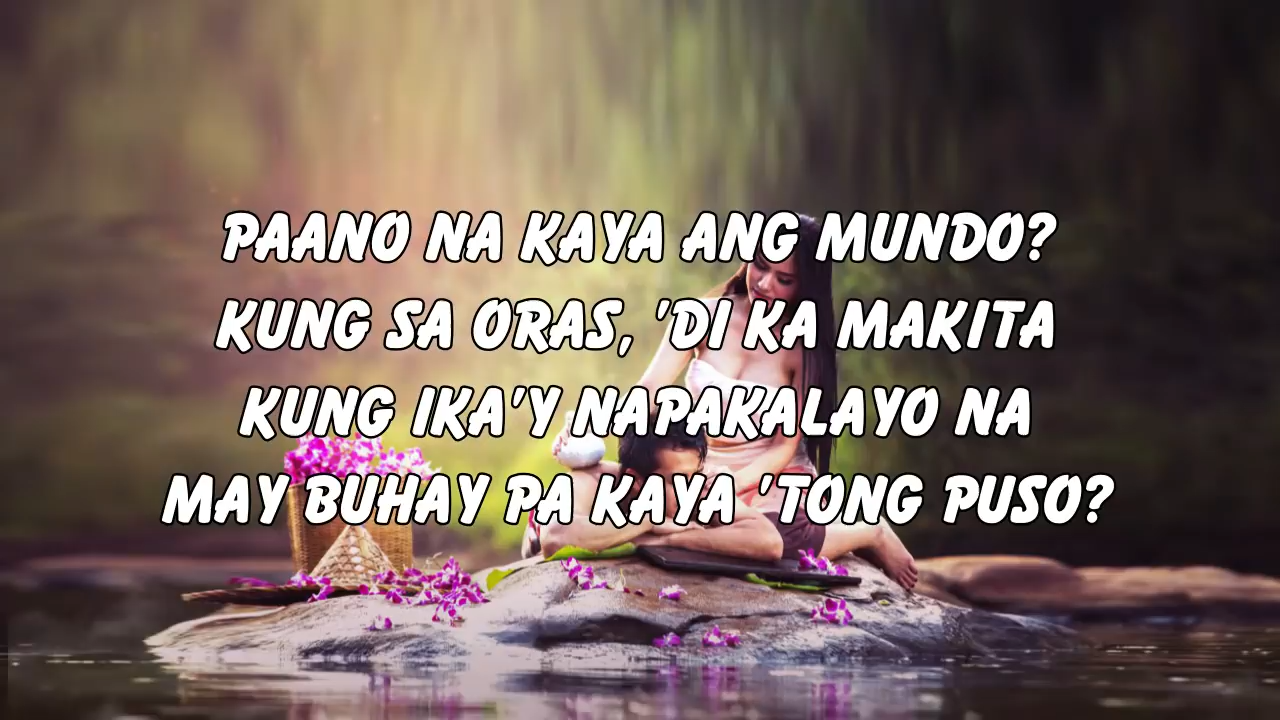 PAANO NA KAYA ANG MUNDO?
KUNG SA ORAS, 'DI KA MAKITA
KUNG IKA'Y NAPAKALAYO NA
MAY BUHAY PA KAYA 'TONG PUSO?